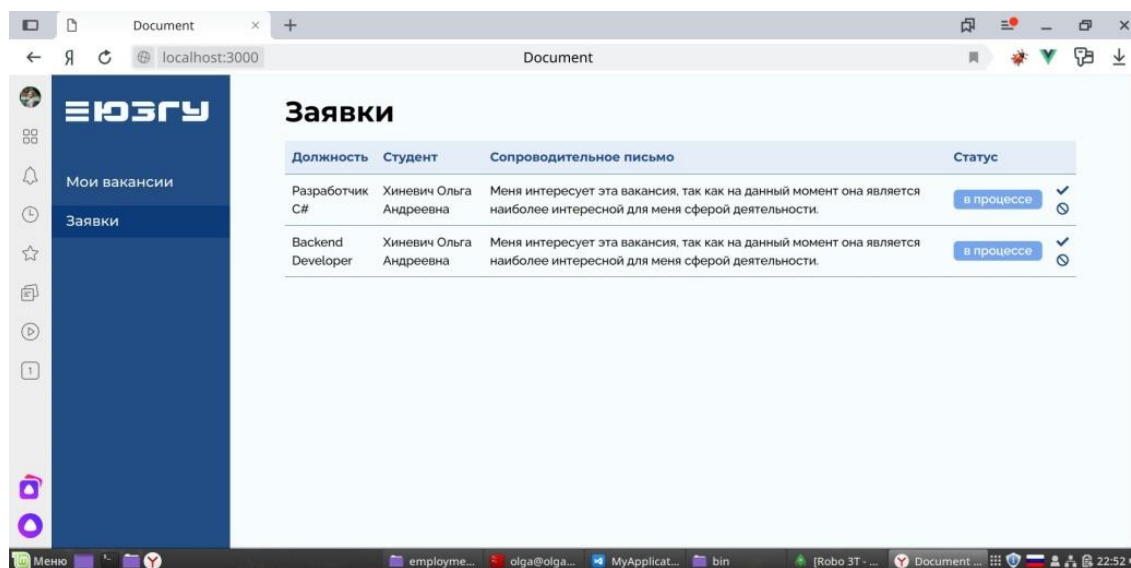 Document
Я
localhost:3000
Document
ЮЗГУ
Мои вакансии
Заявки
1
Заявки
Должность Студент Сопроводительное письмо Статус
Разработчик Хиневич Ольга Меня интересует эта вакансия, так как на данный момент она является
C# Андреевна наиболее интересной для меня сферой деятельности.
в процессе
Backend Хиневич Ольга Меня интересует эта вакансия, так как на данный момент она является
Developer Андреевна наиболее интересной для меня сферой деятельности.
в процессе
Меню employme... olga@olga... MyApplicat... bin [Robo 3T - ... Document ... 22:52